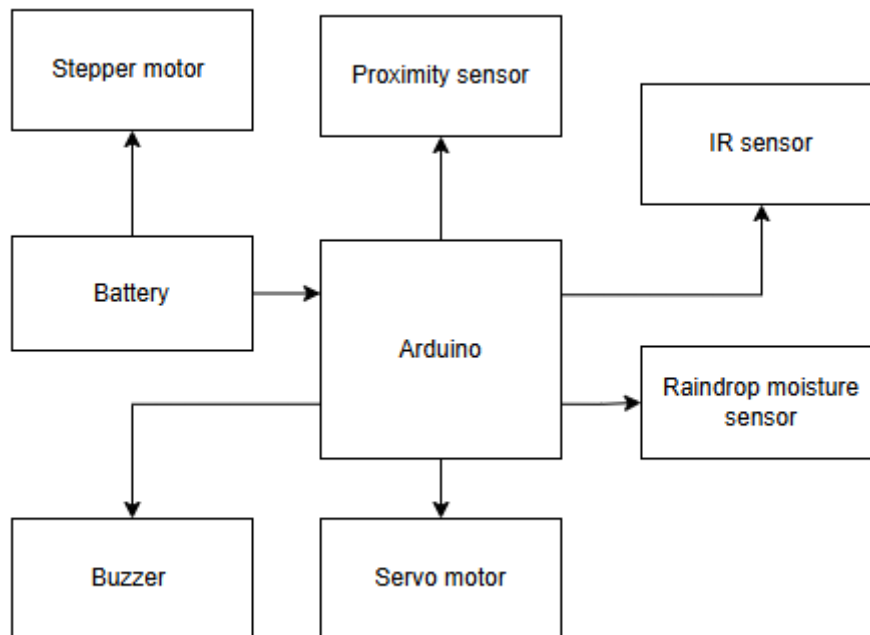 Stepper motor
Proximity sensor
IR sensor
Battery
Arduino
Raindrop moisture
sensor
Buzzer
Servo motor